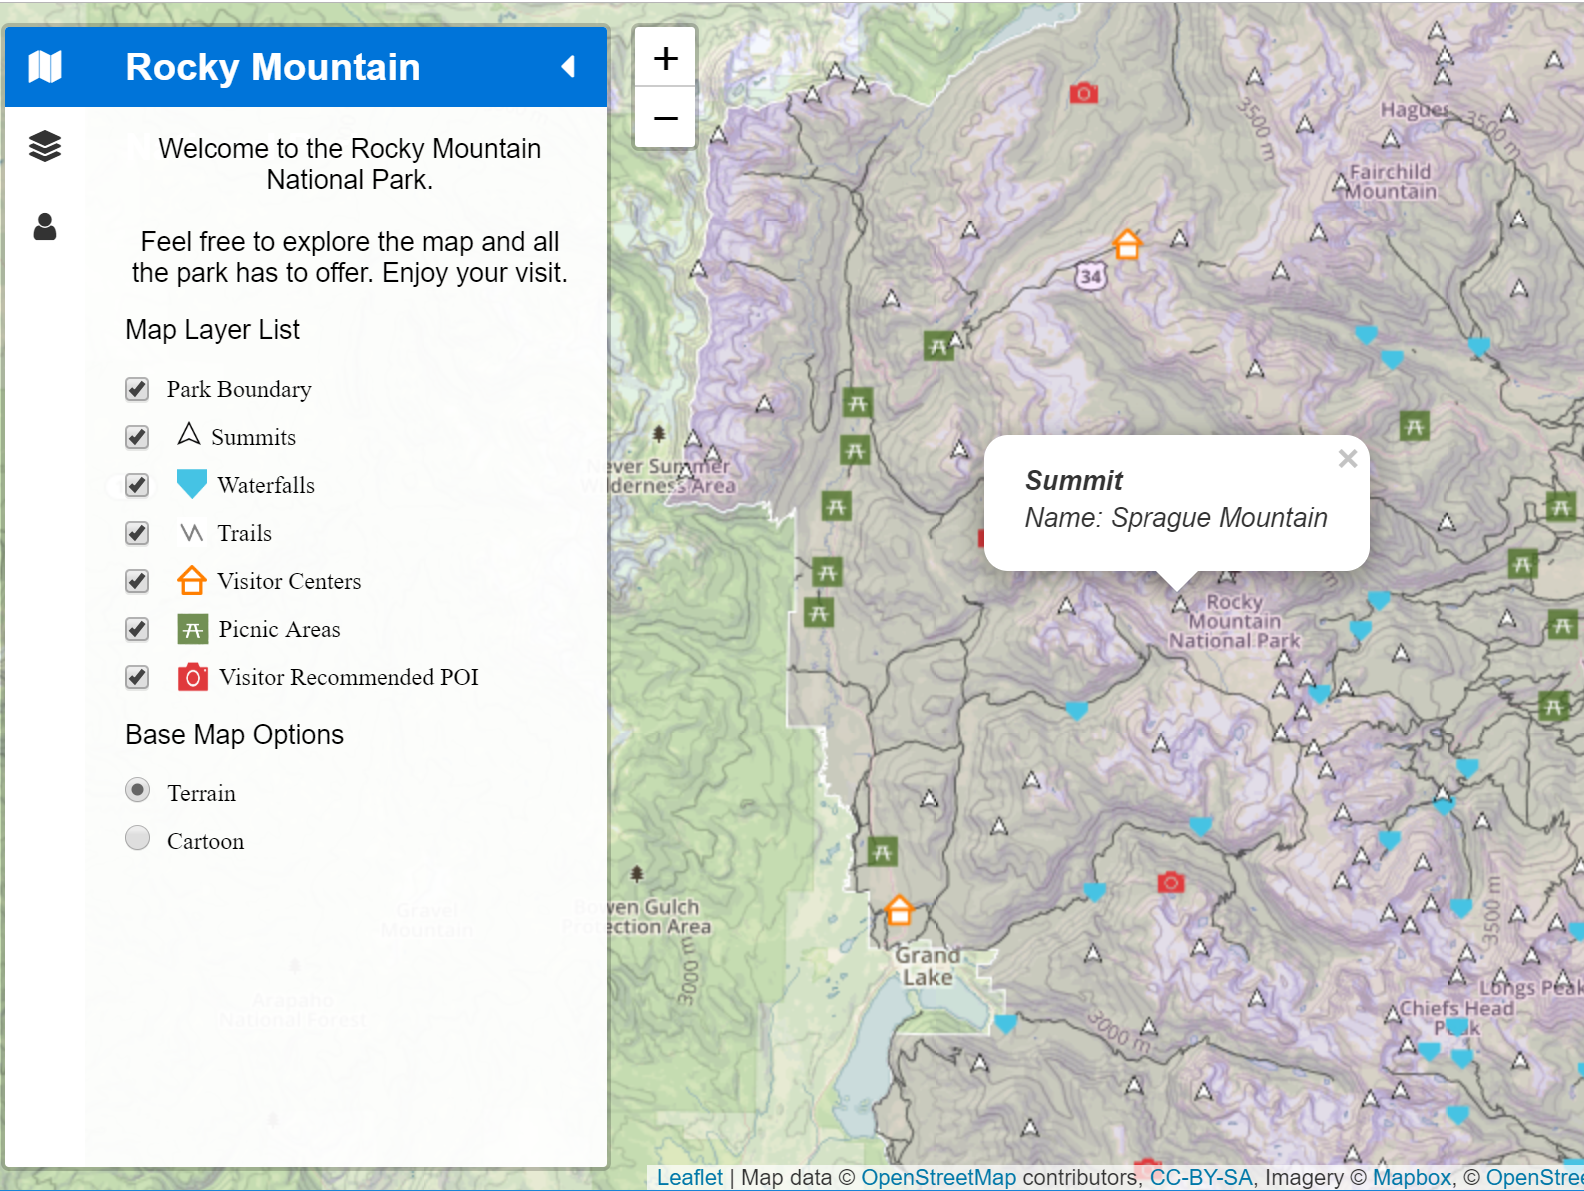 Rocky Mountain
Welcome to the Rocky Mountain
National Park.
Feel free to explore the map and all
the park has to offer. Enjoy your visit.
Map Layer List
Park Boundary
Summits
Waterfalls
Trails
Visitor Centers
Picnic Areas
Visitor Recommended POI
Base Map Options
Terrain
Cartoon
Gravel
Mountain
Arapaho
National Forest
+
−
3500 m
Hagues
3500 m
Fairchild
Mountain
34
Never Summer
Wilderness Area
×
Summit
Name: Sprague Mountain
Rocky
Mountain
National Park
Bowen Gulch
Protection Area
3000 m
Grand
Lake
3500 m
Longs Peak
Chiefs Head
Peak
3000 m
Leaflet | Map data © OpenStreetMap contributors, CC-BY-SA, Imagery © Mapbox, © OpenStre